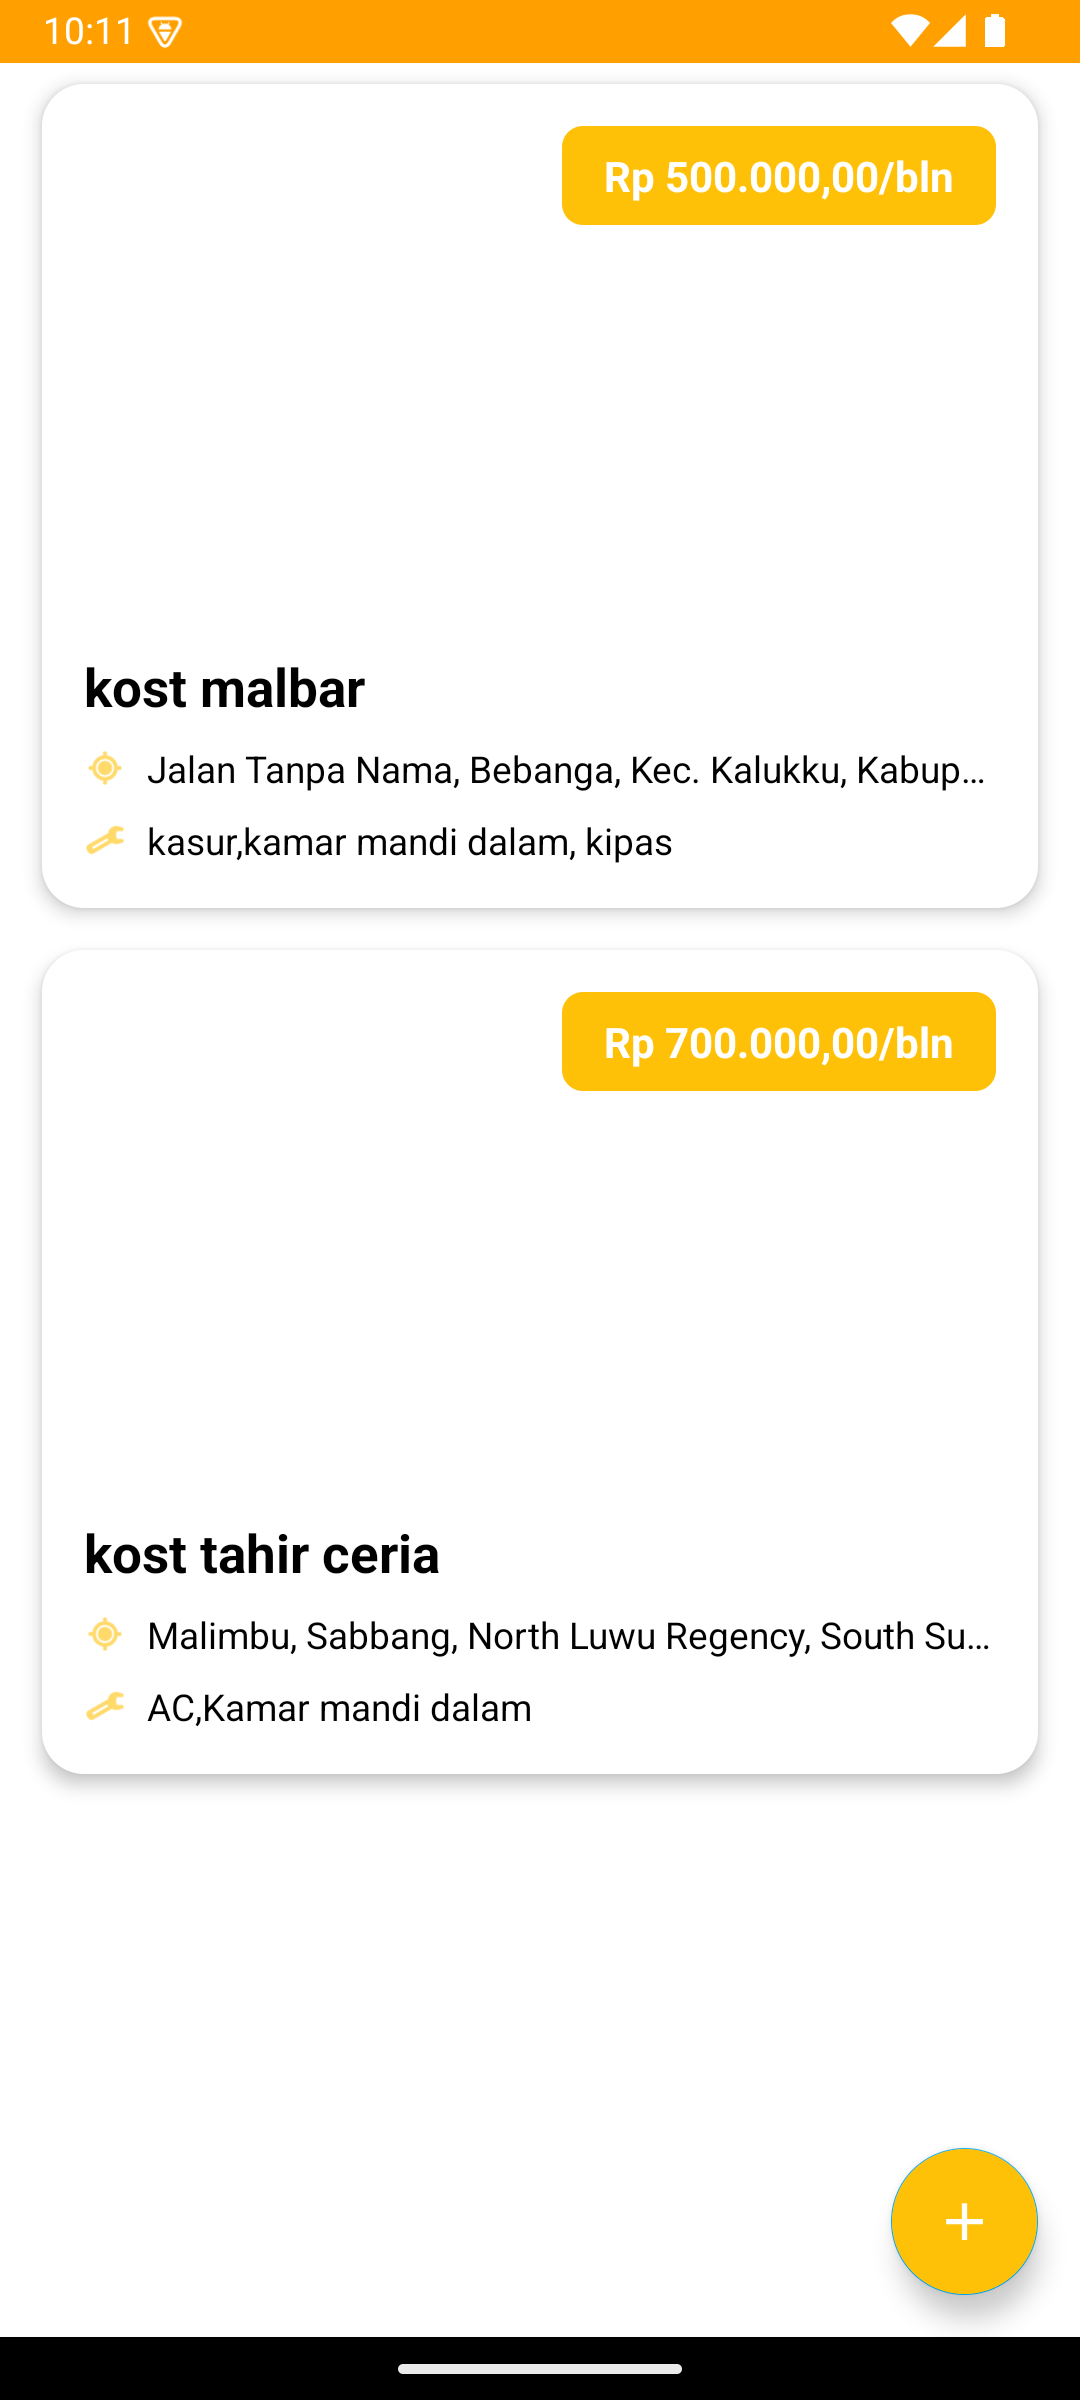 10:11
Rp 500.000,00/bln
kost malbar
Jalan Tanpa Nama, Bebanga, Kec. Kalukku, Kabup...
kasur,kamar mandi dalam, kipas
Rp 700.000,00/bln
kost tahir ceria
Malimbu, Sabbang, North Luwu Regency, South Su...
AC,Kamar mandi dalam